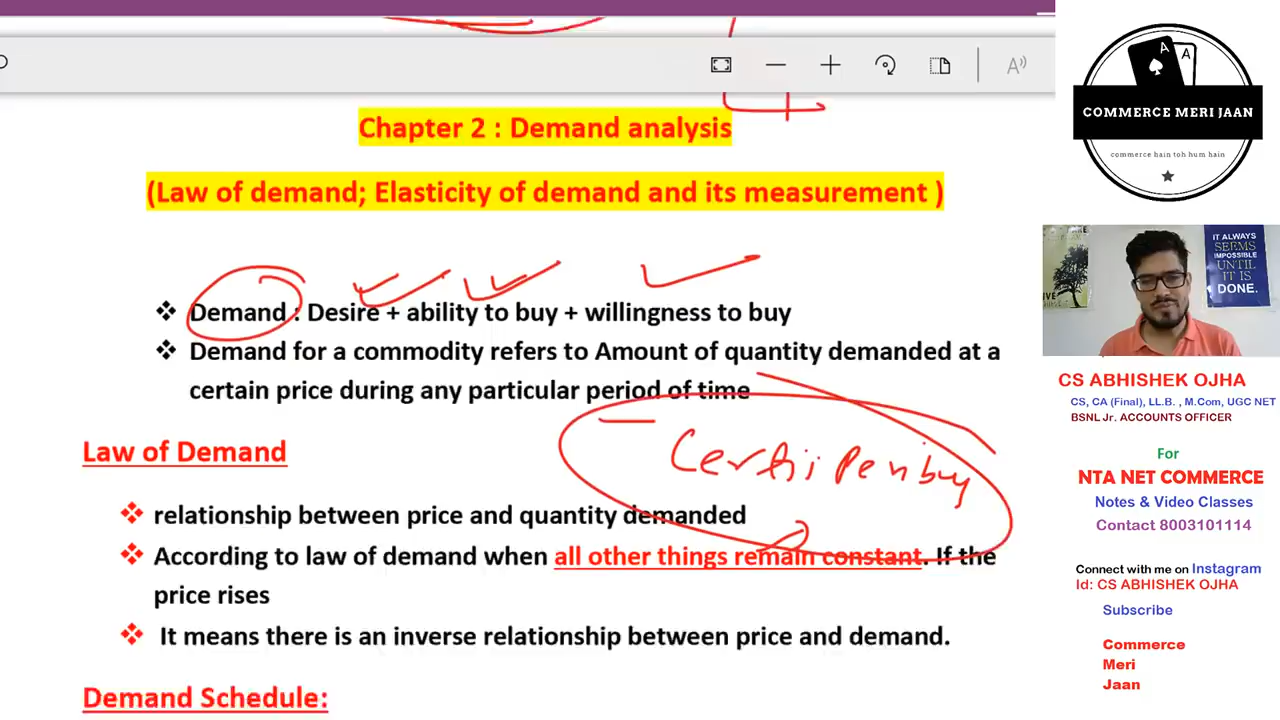 Chapter 2 : Demand analysis
(Law of demand; Elasticity of demand and its measurement )
❖ Demand : Desire + ability to buy + willingness to buy
❖ Demand for a commodity refers to Amount of quantity demanded at a
certain price during any particular period of time
Law of Demand
❖ relationship between price and quantity demanded
❖ According to law of demand when all other things remain constant. If the
price rises
❖ It means there is an inverse relationship between price and demand.
Demand Schedule:
A
A
COMMERCE MERI JAAN
commerce hain toh hum hain
IT ALWAYS
SEEMS
IMPOSSIBLE
UNTIL
IT IS
DONE.
CS ABHISHEK OJHA
CS, CA (Final), LL.B. , M.Com, UGC NET
BSNL Jr. ACCOUNTS OFFICER
For
NTA NET COMMERCE
Notes & Video Classes
Contact 8003101114
Connect with me on Instagram
Id: CS ABHISHEK OJHA
Subscribe
Commerce
Meri
Jaan